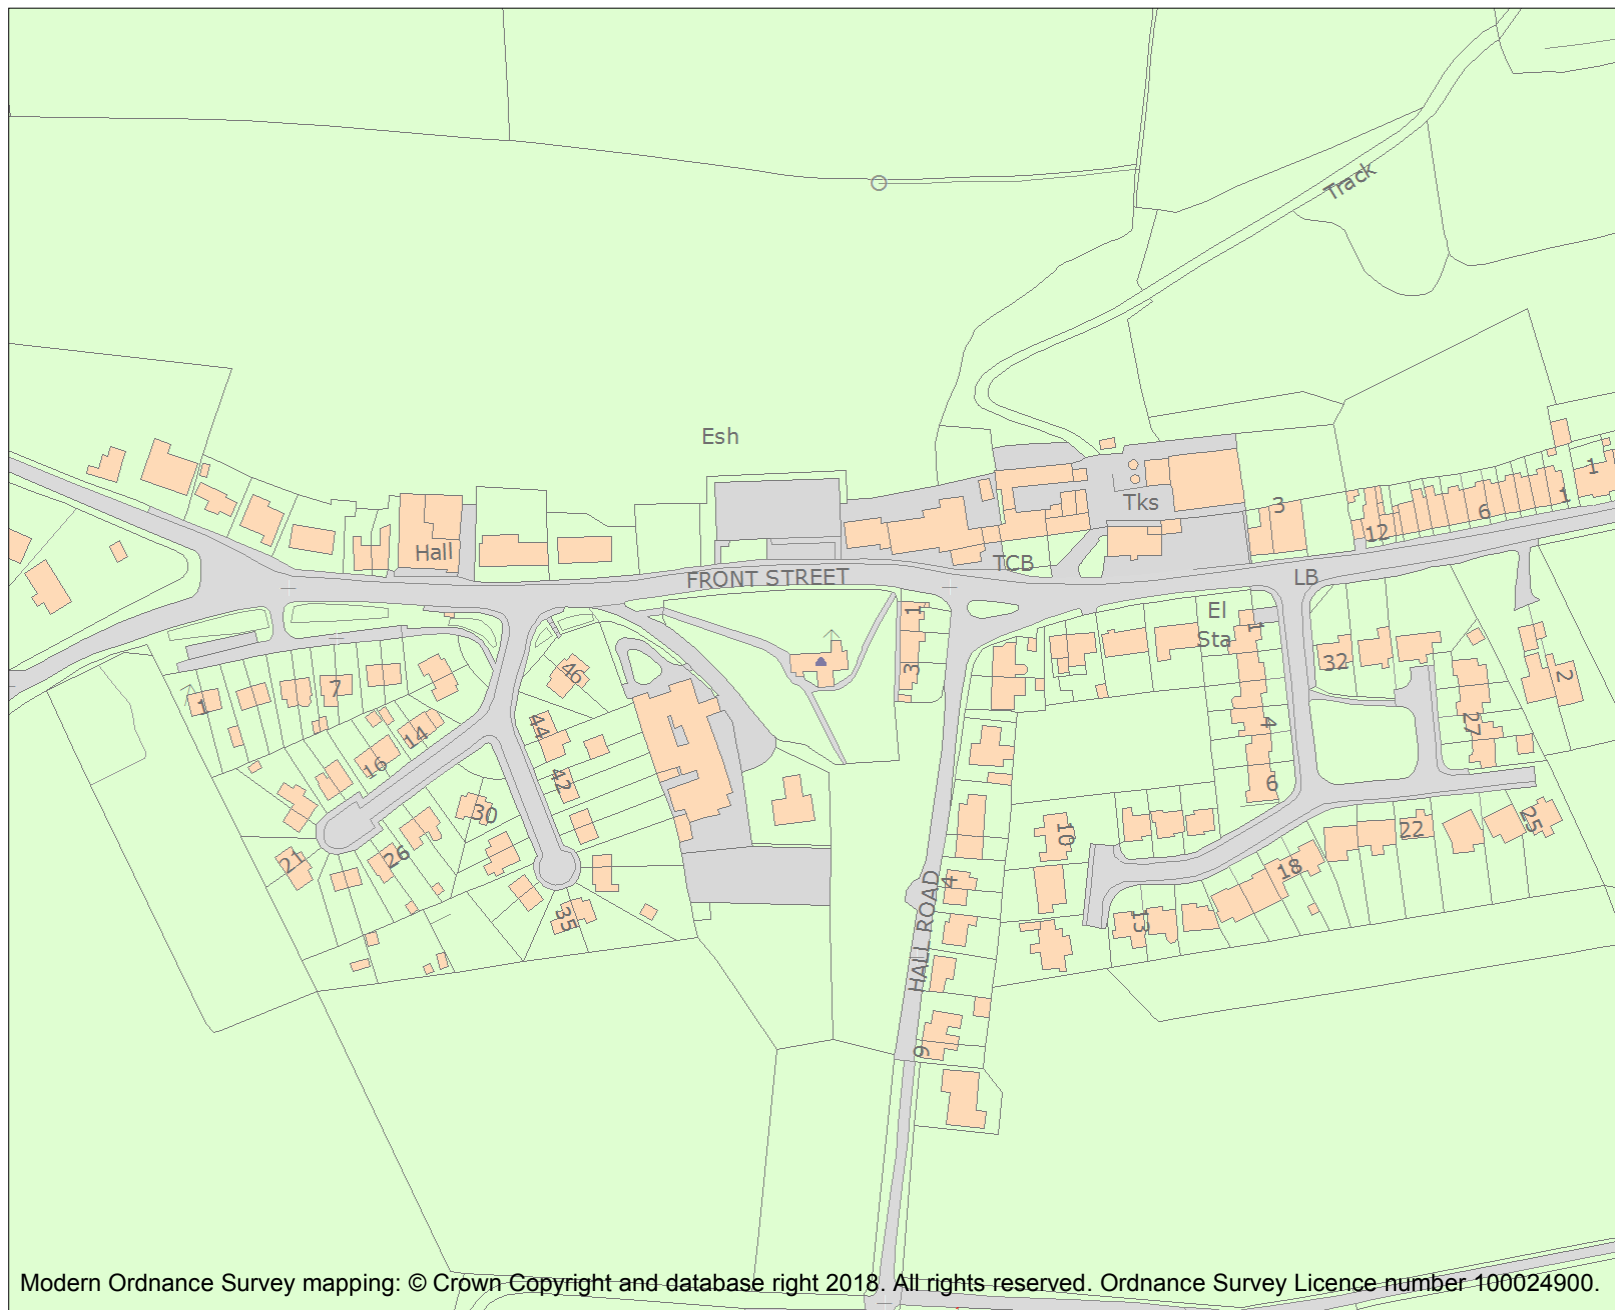 Track
Esh
Tks
3
1
1
6
12
Hall
TCB
FRONT STREET
LB
El
Sta
1
1
3
32
2
46
7
1
44
4
27
14
16
42
6
30
10
22
25
26
21
18
4
35
13
HALL ROAD
9
Modern Ordnance Survey mapping: © Crown Copyright and database right 2018. All rights reserved. Ordnance Survey Licence number 100024900.